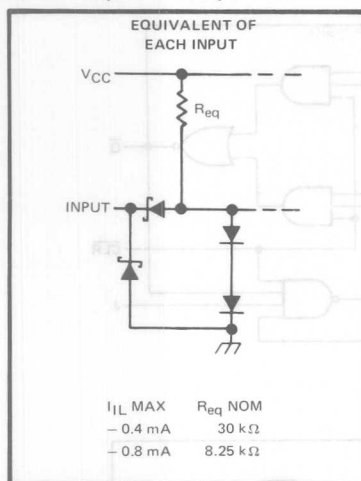 EQUIVALENT OF
EACH INPUT
VCC
Req
INPUT
IIL MAX Req NOM
– 0.4 mA 30 kΩ
– 0.8 mA 8.25 kΩ